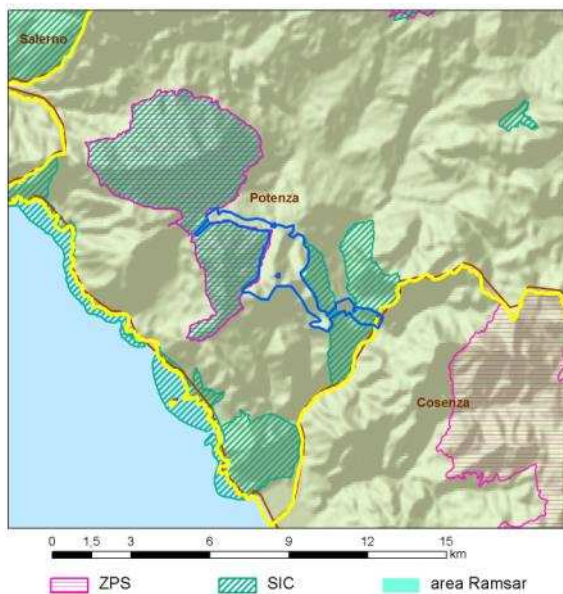 Salerno
Potenza
Cosenza
0 1,5 3 6 9 12 15
km
ZPS SIC area Ramsar